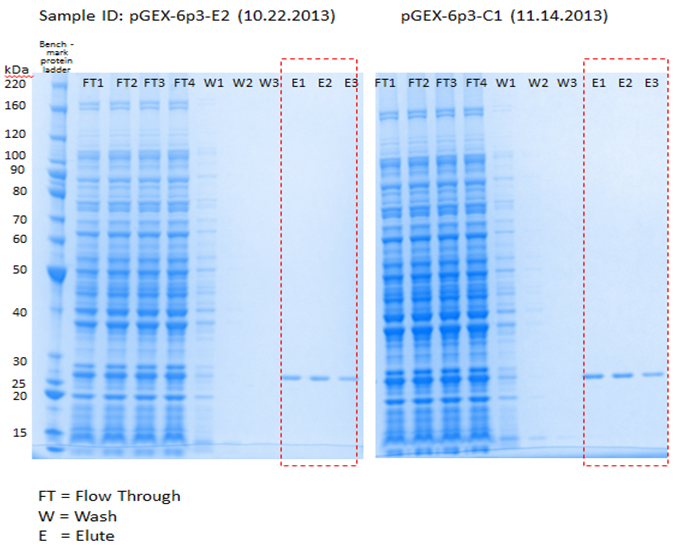 Sample ID: pGEX-6p3-E2 (10.22.2013)
pGEX-6p3-C1 (11.14.2013)
Bench -
mark
protein
ladder
kDa
FT1 FT2 FT3 FT4 W1 W2 W3 E1 E2 E3
FT1 FT2 FT3 FT4 W1 W2 W3 E1 E2 E3
220
160
120
100
90
80
70
60
50
40
30
25
20
15
FT = Flow Through
W = Wash
E = Elute